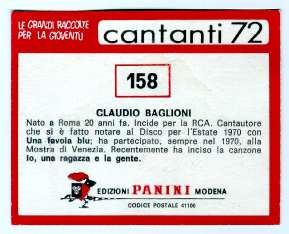 LE GRANDI RACCOLTE
PER LA GIOVENTU'
cantanti 72
158
CLAUDIO BAGLIONI
Nato a Roma 20 anni fa. Incide per la RCA. Cantautore
che si è fatto notare al Disco per l'Estate 1970 con
Una favola blu; ha partecipato, sempre nel 1970, alla
Mostra di Venezia. Recentemente ha inciso la canzone
Io, una ragazza e la gente.
EDIZIONI PANINI MODENA
CODICE POSTALE 41100